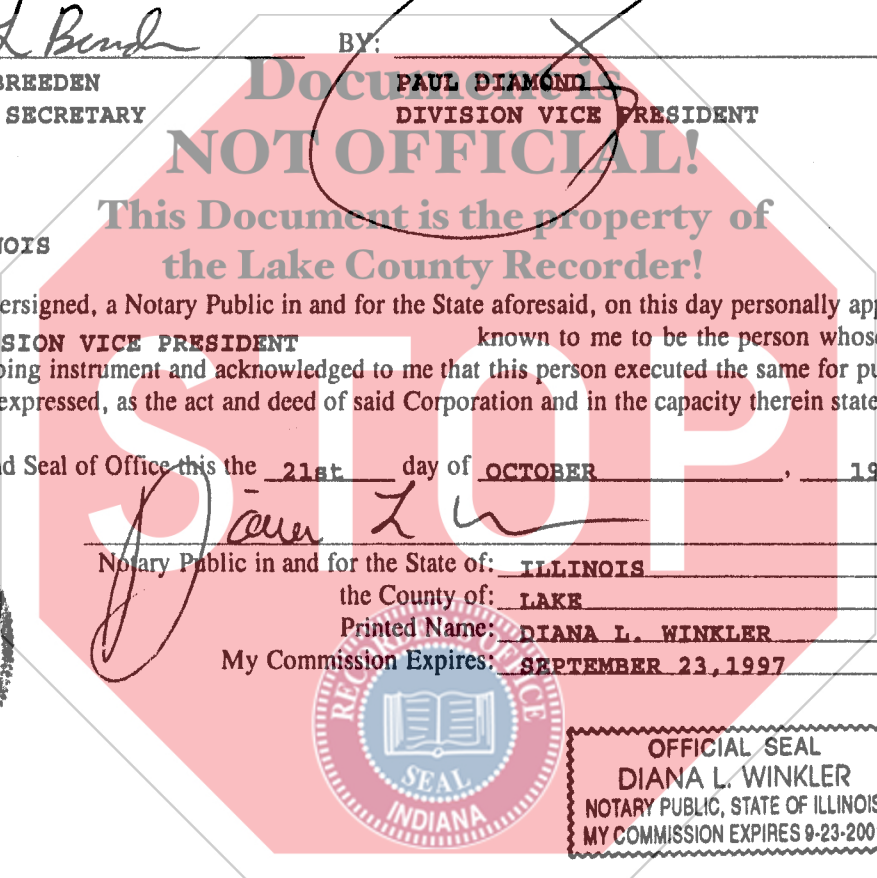 L Breeden BY:
BREEDEN PAUL DIAMOND
SECRETARY DIVISION VICE PRESIDENT
Document is
NOT OFFICIAL!
This Document is the property of
the Lake County Recorder!
NOIS
ersigned, a Notary Public in and for the State aforesaid, on this day personally app
SION VICE PRESIDENT known to me to be the person whose
oing instrument and acknowledged to me that this person executed the same for pu
expressed, as the act and deed of said Corporation and in the capacity therein state
STOP
nd Seal of Office this the 21st day of OCTOBER, 19
Notary Public in and for the State of: ILLINOIS
the County of: LAKE
Printed Name: DIANA L. WINKLER
My Commission Expires: SEPTEMBER 23,1997
RECORDER'S OFFICE
SEAL
INDIANA
OFFICIAL SEAL
DIANA L. WINKLER
NOTARY PUBLIC, STATE OF ILLINOIS
MY COMMISSION EXPIRES 9-23-200